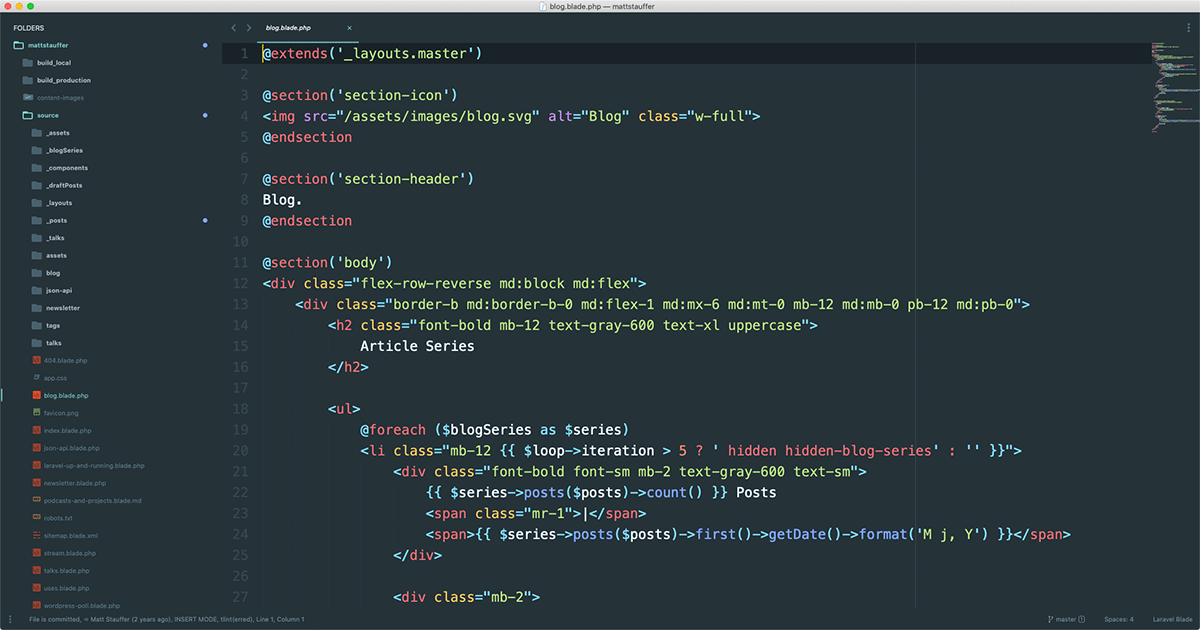 blog.blade.php — mattstauffer
FOLDERS
mattstauffer
build_local
build_production
content-images
source
_assets
_blogSeries
_components
_draftPosts
_layouts
_posts
_talks
assets
blog
json-api
newsletter
tags
talks
404.blade.php
app.css
blog.blade.php
favicon.png
index.blade.php
json-api.blade.php
laravel-up-and-running.blade.php
newsletter.blade.php
podcasts-and-projects.blade.md
robots.txt
sitemap.blade.xml
stream.blade.php
talks.blade.php
uses.blade.php
wordpress-poll.blade.php
blog.blade.php ×
1 @extends('_layouts.master')
2
3 @section('section-icon')
4 <img src="/assets/images/blog.svg" alt="Blog" class="w-full">
5 @endsection
6
7 @section('section-header')
8 Blog.
9 @endsection
10
11 @section('body')
12 <div class="flex-row-reverse md:block md:flex">
13 <div class="border-b md:border-b-0 md:flex-1 md:mx-6 md:mt-0 mb-12 md:mb-0 pb-12 md:pb-0">
14 <h2 class="font-bold mb-12 text-gray-600 text-xl uppercase">
15 Article Series
16 </h2>
17
18 <ul>
19 @foreach ($blogSeries as $series)
20 <li class="mb-12 {{ $loop->iteration > 5 ? ' hidden hidden-blog-series' : '' }}">
21 <div class="font-bold font-sm mb-2 text-gray-600 text-sm">
22 {{ $series->posts($posts)->count() }} Posts
23 <span class="mr-1">|</span>
24 <span>{{ $series->posts($posts)->first()->getDate()->format('M j, Y') }}</span>
25 </div>
26
27 <div class="mb-2">
File is committed, ⇐ Matt Stauffer (2 years ago), INSERT MODE, tlint(erred), Line 1, Column 1
master 1
Spaces: 4
Laravel Blade